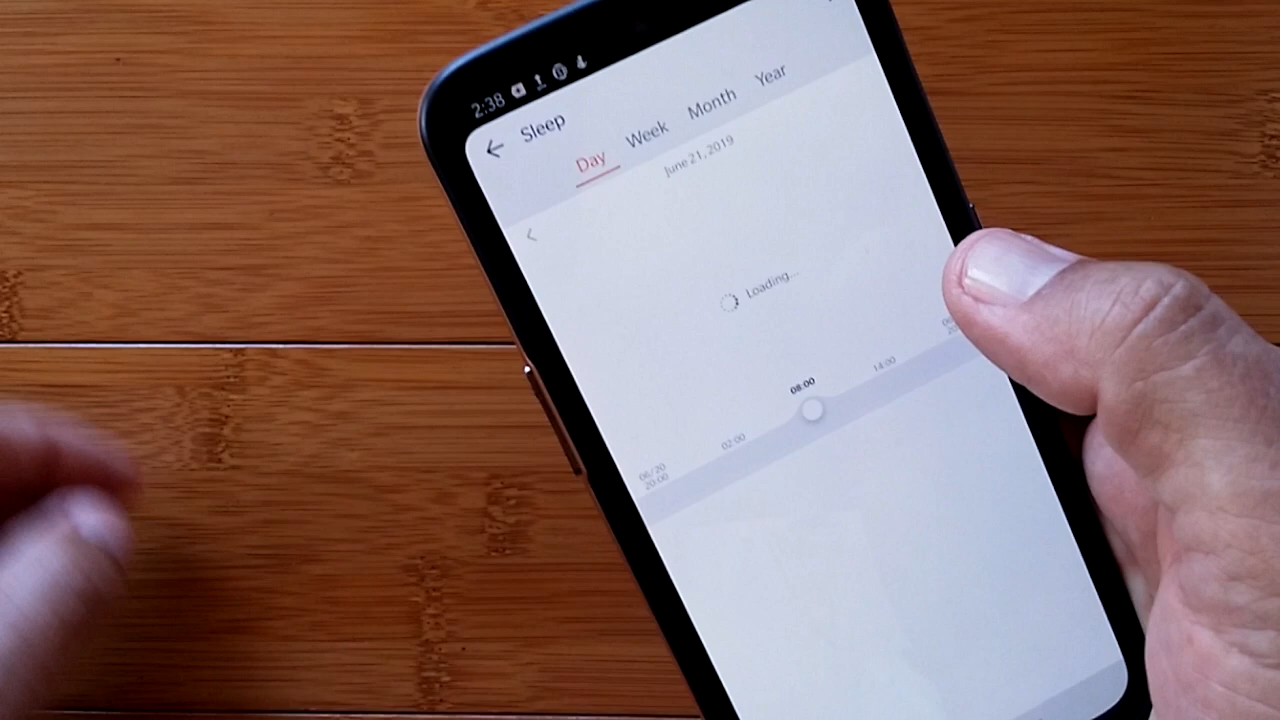 2:38
Sleep
Day Week Month Year
June 21, 2019
Loading...
06/20
20:00
02:00
08:00
14:00